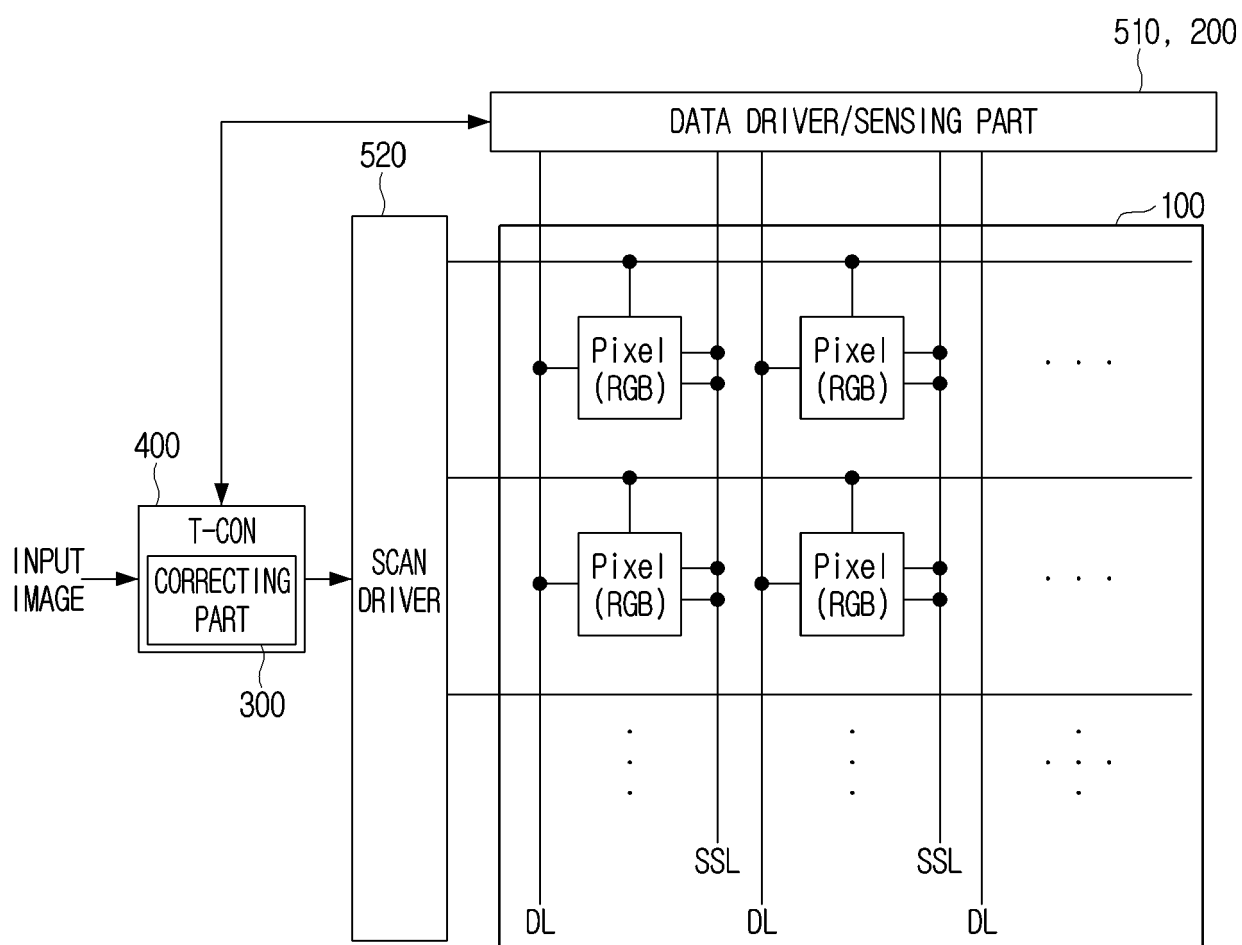 510, 200
DATA DRIVER/SENSING PART
520
100
Pixel
(RGB)
Pixel
(RGB)
. . .
400
T-CON
INPUT
IMAGE
CORRECTING
PART
300
SCAN
DRIVER
Pixel
(RGB)
Pixel
(RGB)
. . .
SSL
SSL
DL
DL
DL